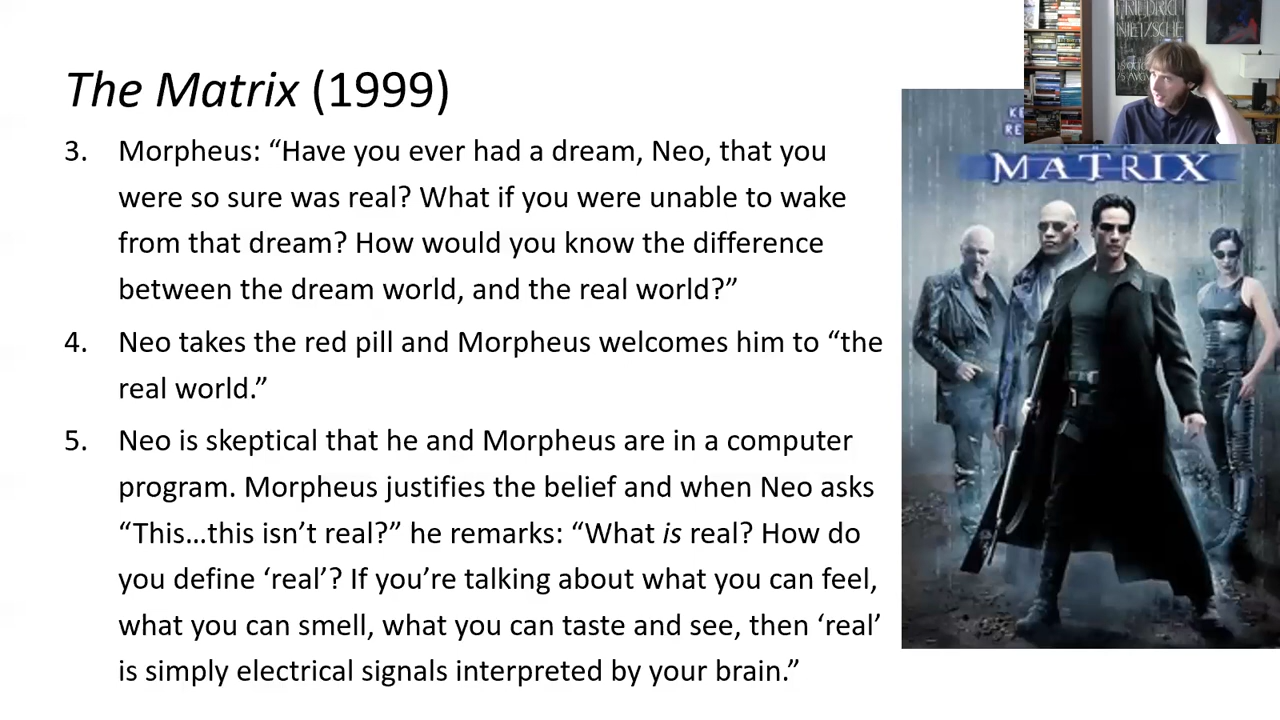 The Matrix (1999)
3. Morpheus: “Have you ever had a dream, Neo, that you
were so sure was real? What if you were unable to wake
from that dream? How would you know the difference
between the dream world, and the real world?”
4. Neo takes the red pill and Morpheus welcomes him to “the
real world.”
5. Neo is skeptical that he and Morpheus are in a computer
program. Morpheus justifies the belief and when Neo asks
“This…this isn’t real?” he remarks: “What is real? How do
you define ‘real’? If you’re talking about what you can feel,
what you can smell, what you can taste and see, then ‘real’
is simply electrical signals interpreted by your brain.”
FRIEDRICH
NIETZSCHE
KE
RE
MATRIX